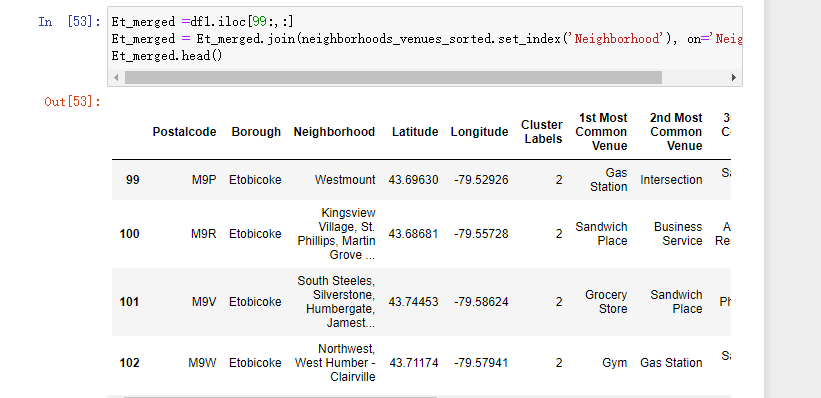 In [53]: Et_merged =df1.iloc[99:,:]
Et_merged = Et_merged.join(neighborhoods_venues_sorted.set_index('Neighborhood'), on='Neig
Et_merged.head()
Out[53]:
Postalcode Borough Neighborhood Latitude Longitude Cluster Labels 1st Most Common Venue 2nd Most Common Venue
99 M9P Etobicoke Westmount 43.69630 -79.52926 2 Gas Station Intersection
100 M9R Etobicoke Kingsview Village, St. Phillips, Martin Grove ... 43.68681 -79.55728 2 Sandwich Place Business Service
101 M9V Etobicoke South Steeles, Silverstone, Humbergate, Jamest... 43.74453 -79.58624 2 Grocery Store Sandwich Place
102 M9W Etobicoke Northwest, West Humber - Clairville 43.71174 -79.57941 2 Gym Gas Station